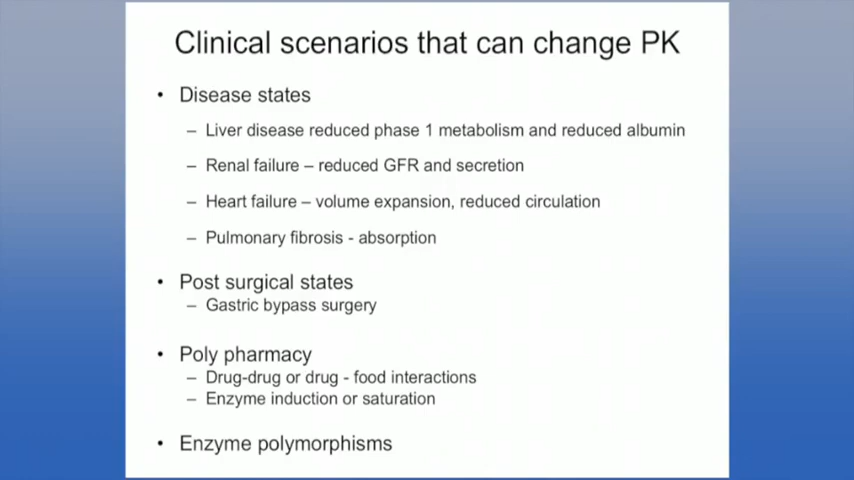 Clinical scenarios that can change PK
• Disease states
– Liver disease reduced phase 1 metabolism and reduced albumin
– Renal failure – reduced GFR and secretion
– Heart failure – volume expansion, reduced circulation
– Pulmonary fibrosis - absorption
• Post surgical states
– Gastric bypass surgery
• Poly pharmacy
– Drug-drug or drug - food interactions
– Enzyme induction or saturation
• Enzyme polymorphisms